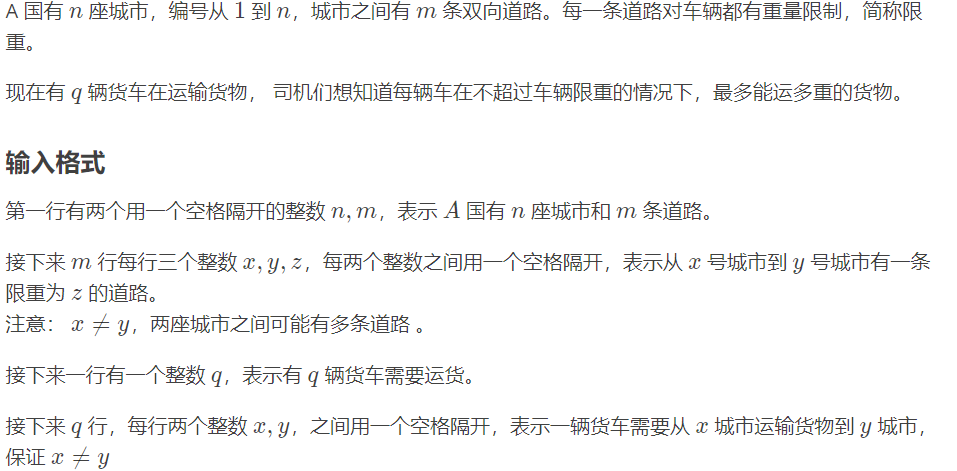 A 国有 n 座城市，编号从 1 到 n，城市之间有 m 条双向道路。每一条道路对车辆都有重量限制，简称限
重。
现在有 q 辆货车在运输货物， 司机们想知道每辆车在不超过车辆限重的情况下，最多能运多重的货物。
输入格式
第一行有两个用一个空格隔开的整数 n, m，表示 A 国有 n 座城市和 m 条道路。
接下来 m 行每行三个整数 x, y, z，每两个整数之间用一个空格隔开，表示从 x 号城市到 y 号城市有一条
限重为 z 的道路。
注意： x ≠ y，两座城市之间可能有多条道路 。
接下来一行有一个整数 q，表示有 q 辆货车需要运货。
接下来 q 行，每行两个整数 x, y，之间用一个空格隔开，表示一辆货车需要从 x 城市运输货物到 y 城市，
保证 x ≠ y